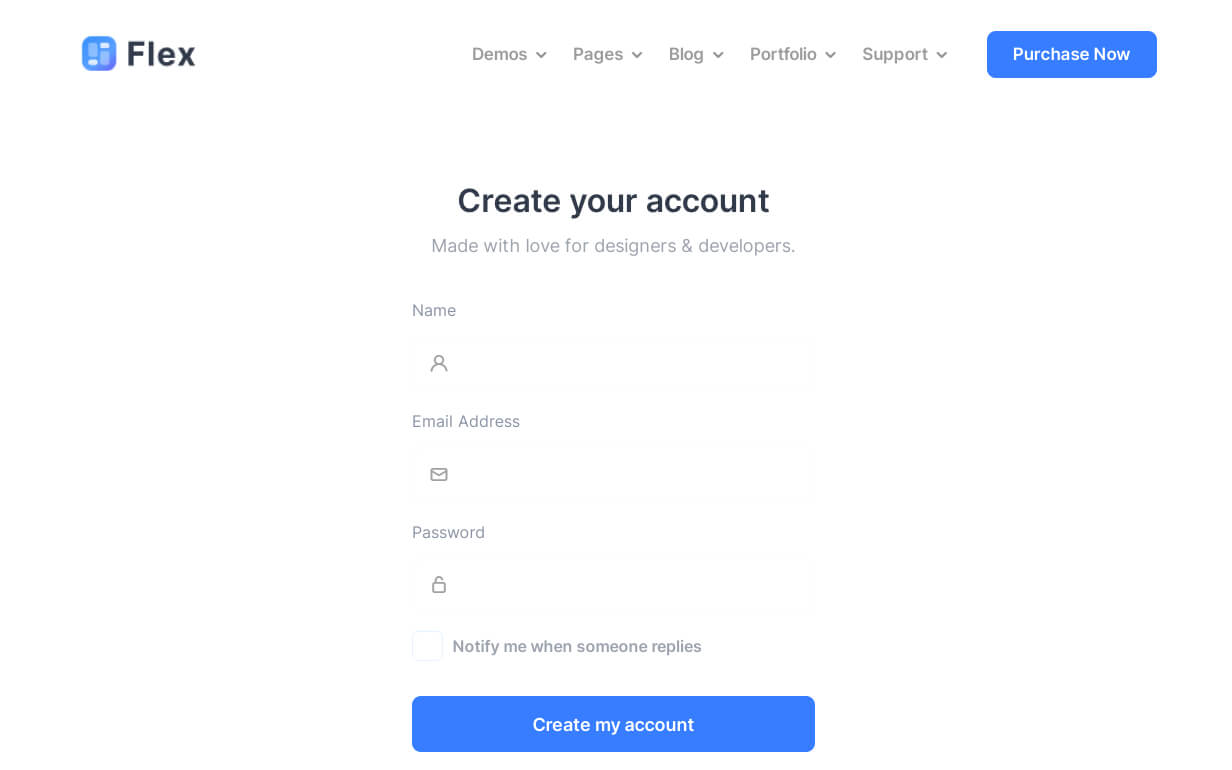 Flex
Demos Pages Blog Portfolio Support Purchase Now
Create your account
Made with love for designers & developers.
Name
Email Address
Password
Notify me when someone replies
Create my account